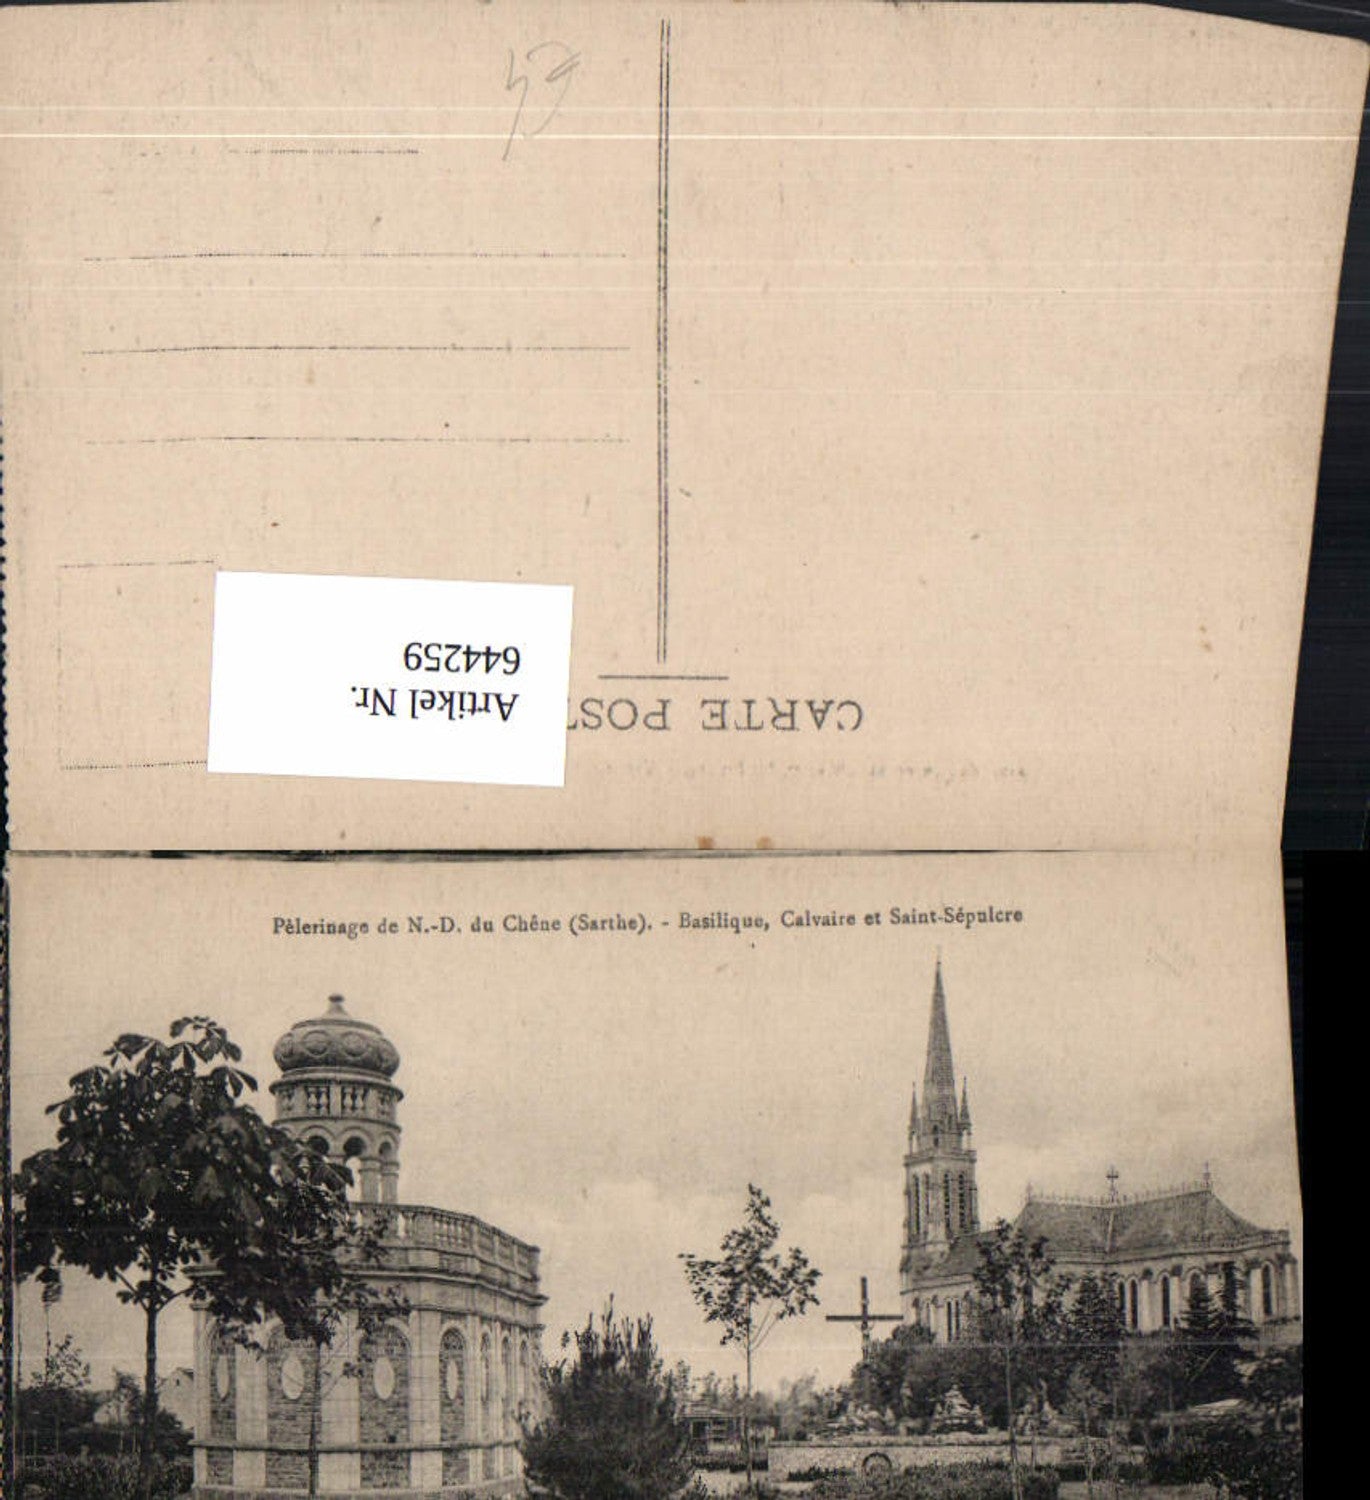 Artikel Nr.
644259
CARTE POST
Pèlerinage de N.-D. du Chêne (Sarthe). - Basilique, Calvaire et Saint-Sépulcre